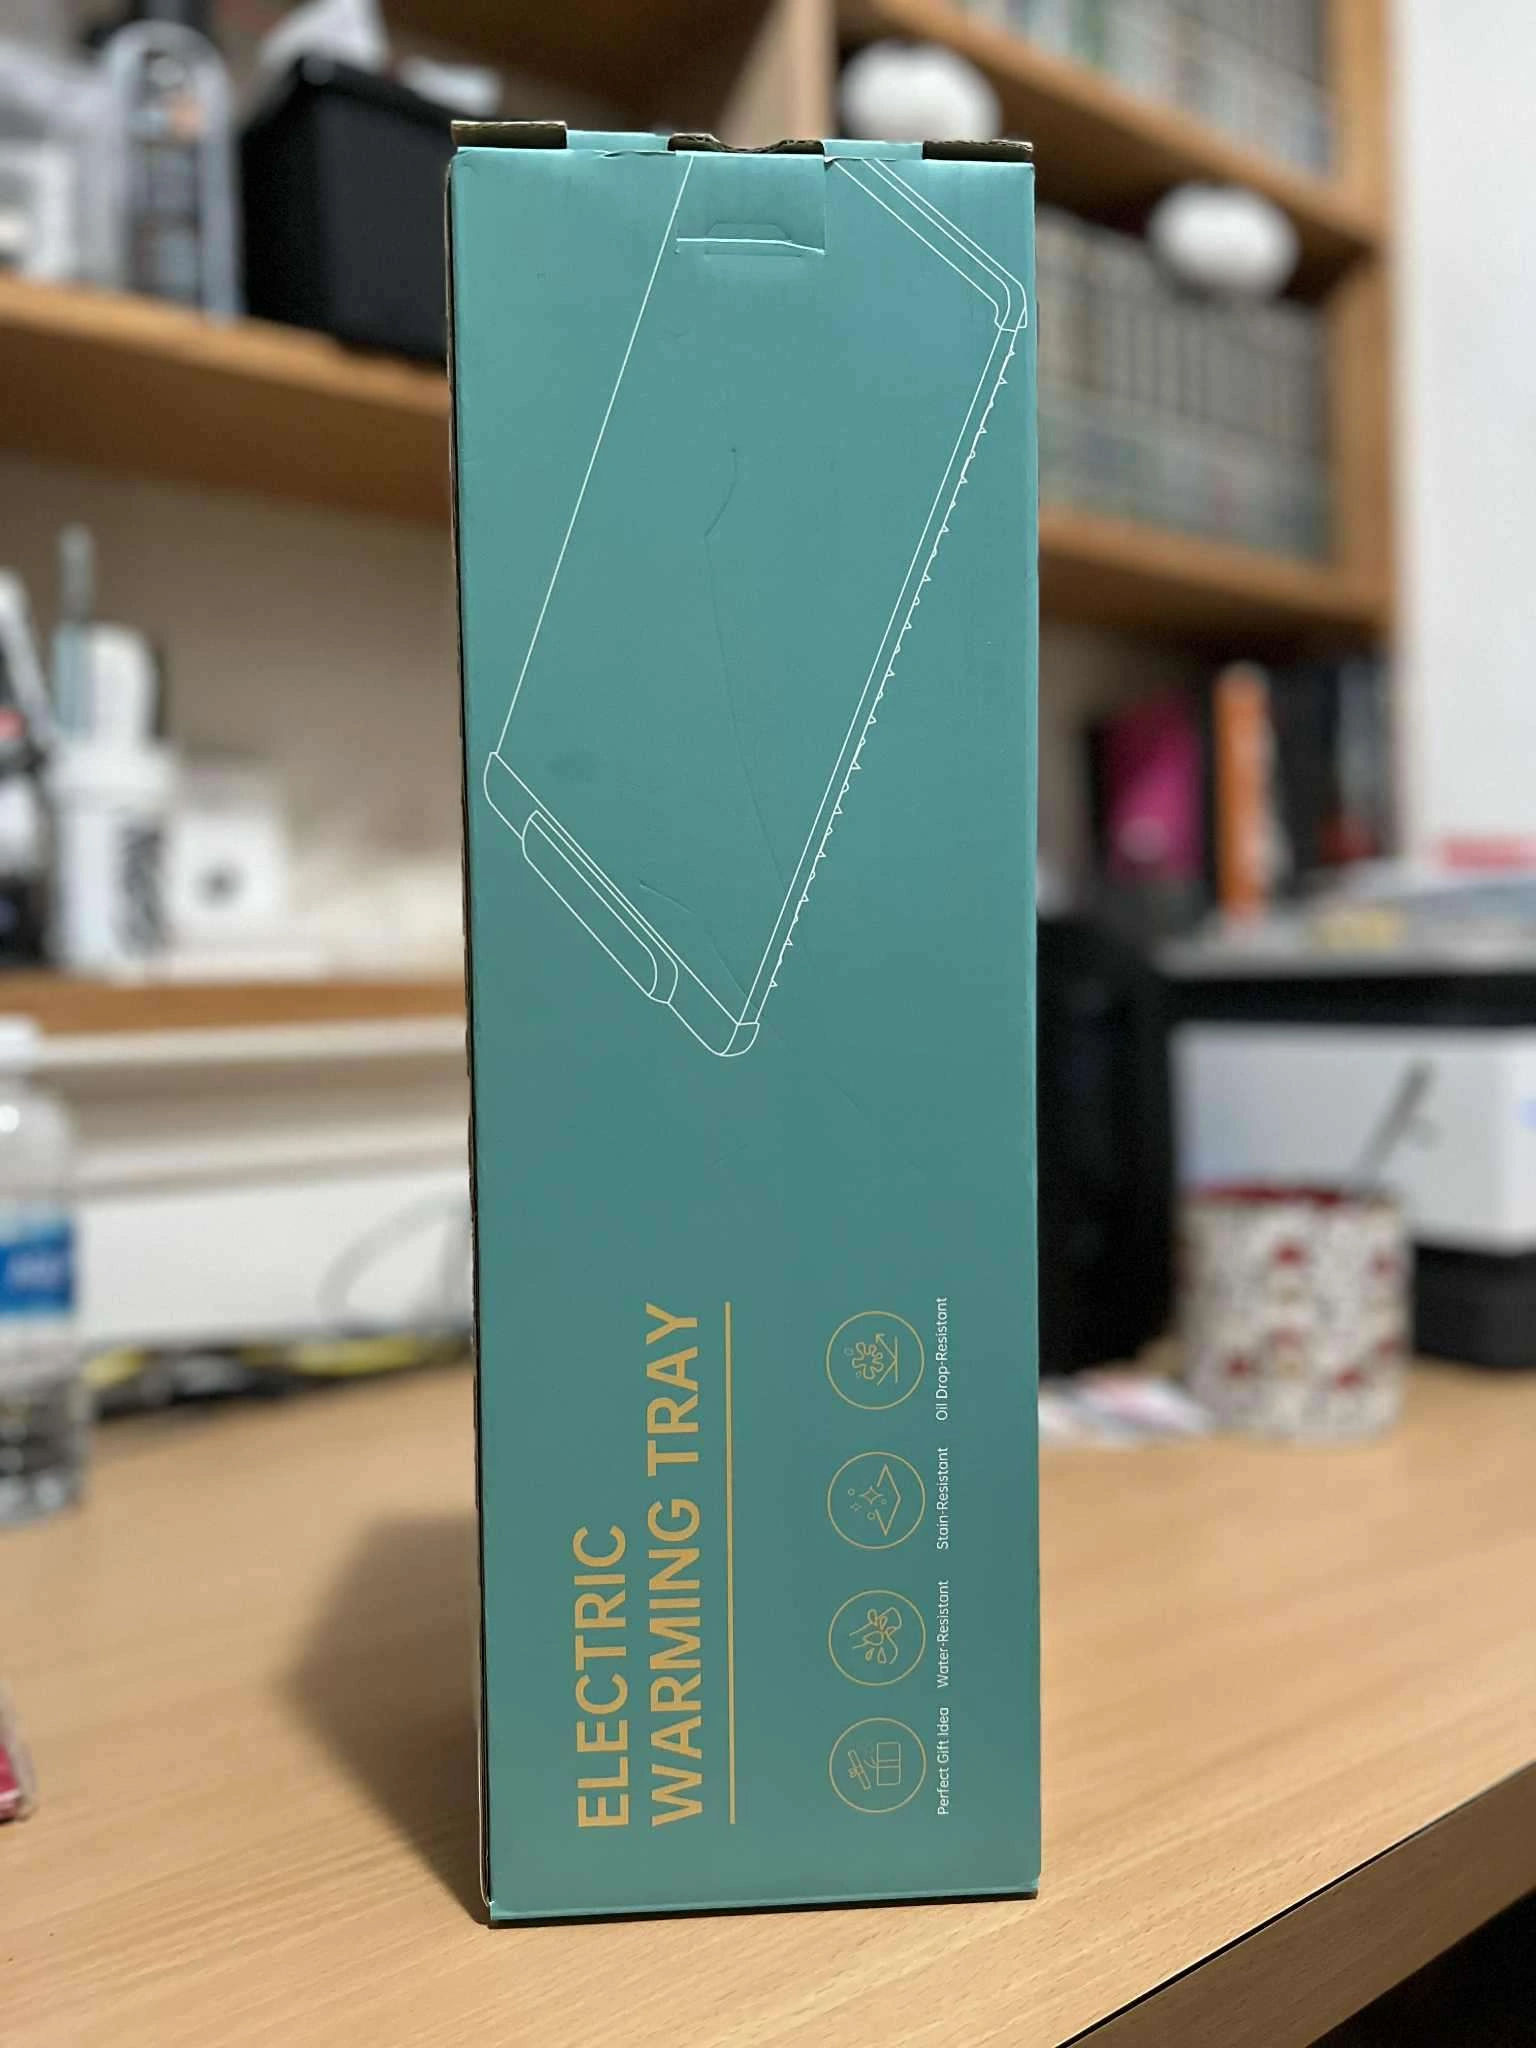 ELECTRIC
WARMING TRAY
Perfect Gift Idea
Water-Resistant
Stain-Resistant
Oil Drop-Resistant